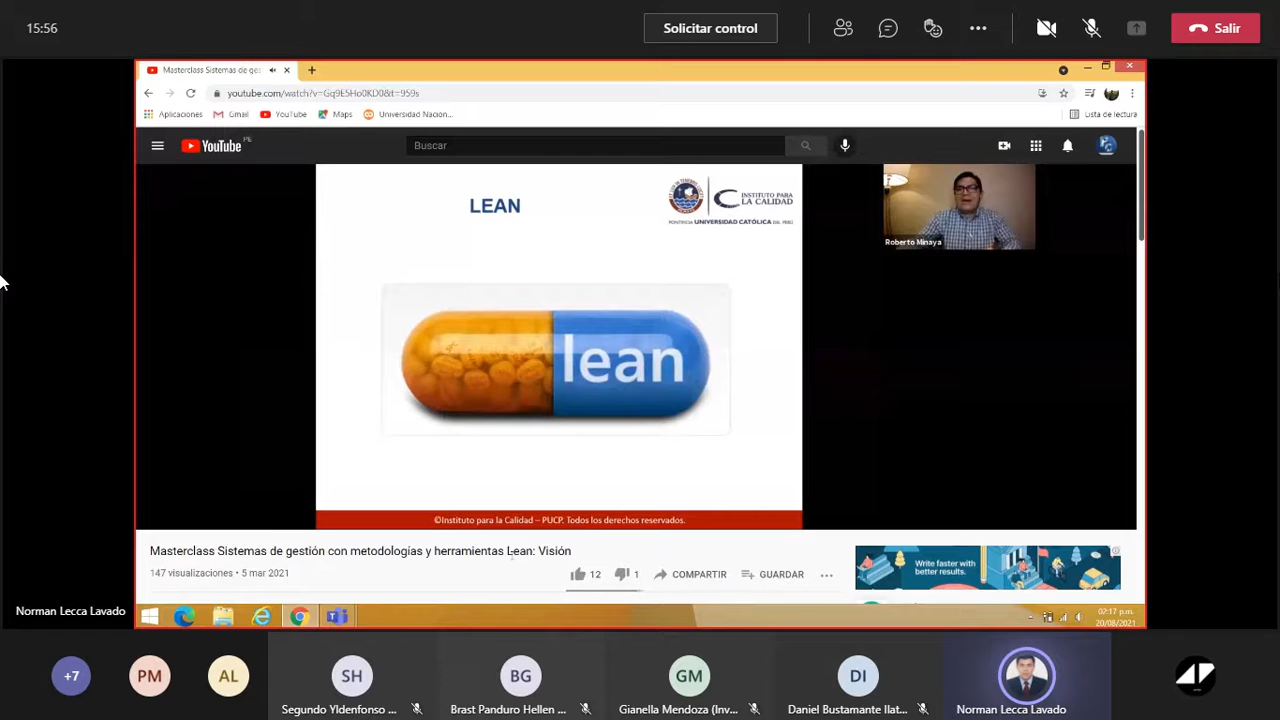 15:56
Solicitar control
Salir
Masterclass Sistemas de ges
youtube.com/watch?v=Gq9E5Ho0KD0&t=959s
Aplicaciones
Gmail
YouTube
Maps
Universidad Nacion...
Lista de lectura
YouTube PE
Buscar
LEAN
INSTITUTO PARA
LA CALIDAD
PONTIFICIA UNIVERSIDAD CATÓLICA DEL PERÚ
Roberto Minaya
lean
©Instituto para la Calidad – PUCP. Todos los derechos reservados.
Masterclass Sistemas de gestión con metodologías y herramientas Lean: Visión
147 visualizaciones • 5 mar 2021
12
1
COMPARTIR
GUARDAR
Write faster with
better results.
Norman Lecca Lavado
02:17 p.m.
20/08/2021
+7
PM
AL
SH
Segundo Yldenfonso ...
BG
Brast Panduro Hellen ...
GM
Gianella Mendoza (Inv...
DI
Daniel Bustamante Ilat...
Norman Lecca Lavado